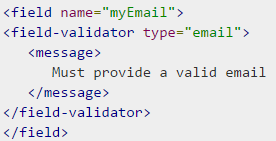 <field name="myEmail">
<field-validator type="email">
<message>
Must provide a valid email
</message>
</field-validator>
</field>